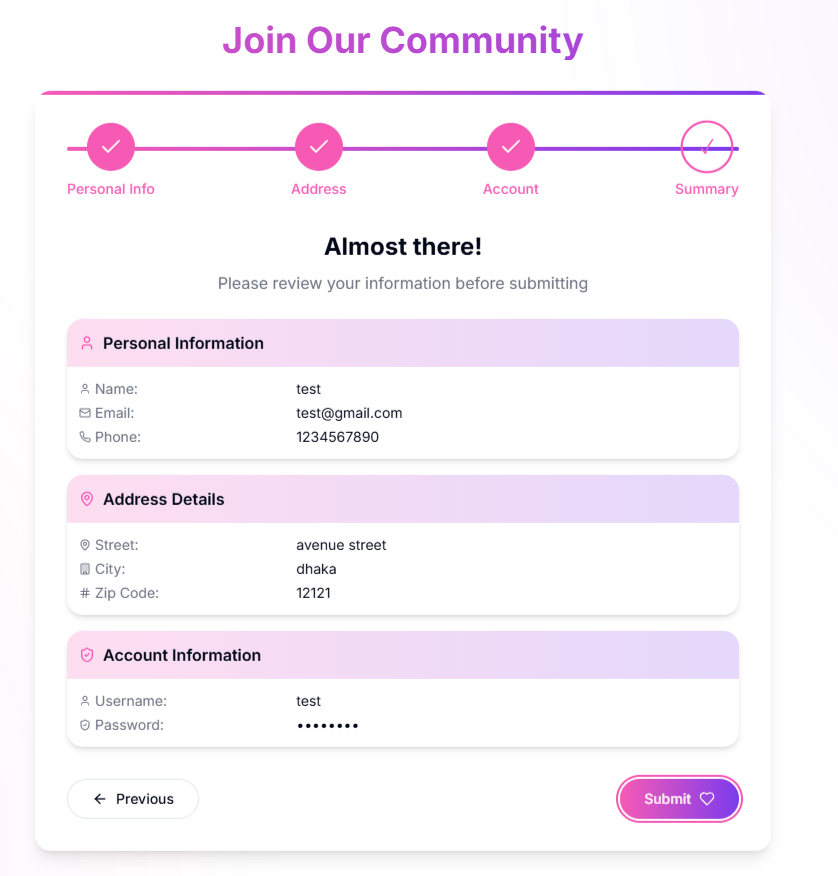 Join Our Community
Personal Info Address Account Summary
Almost there!
Please review your information before submitting
Personal Information
Name: test
Email: test@gmail.com
Phone: 1234567890
Address Details
Street: avenue street
City: dhaka
# Zip Code: 12121
Account Information
Username: test
Password: ••••••••
Previous Submit